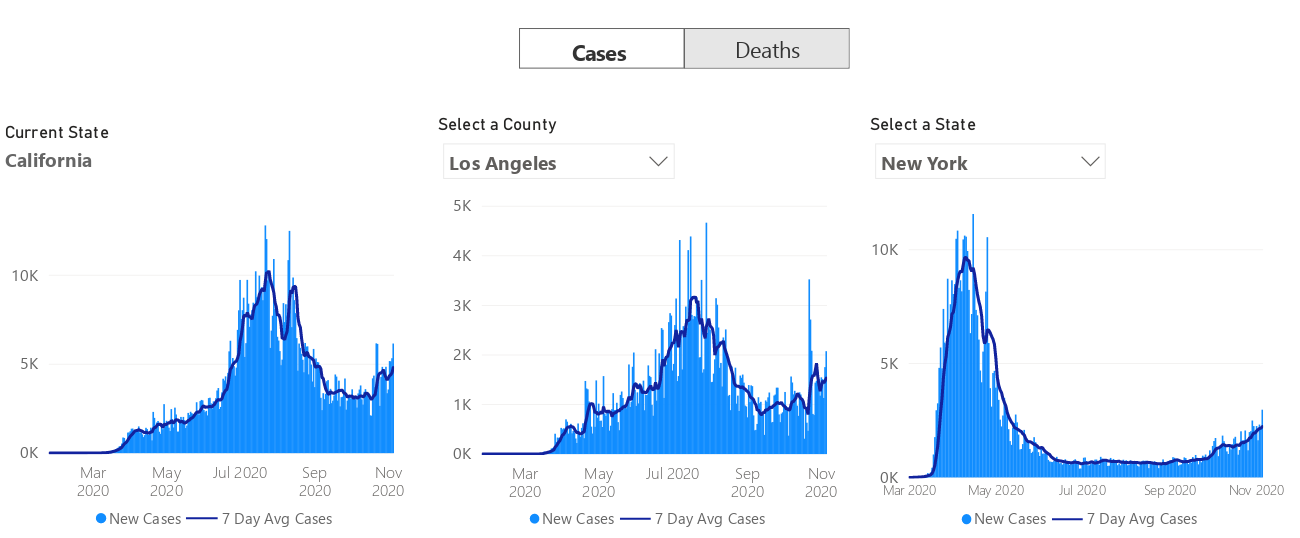 Cases Deaths
Current State
California
Select a County
Los Angeles
Select a State
New York
10K
5K
0K
Mar 2020
May 2020
Jul 2020
Sep 2020
Nov 2020
New Cases 7 Day Avg Cases
5K
4K
3K
2K
1K
0K
Mar 2020
May 2020
Jul 2020
Sep 2020
Nov 2020
New Cases 7 Day Avg Cases
10K
5K
0K
Mar 2020 May 2020 Jul 2020 Sep 2020 Nov 2020
New Cases 7 Day Avg Cases